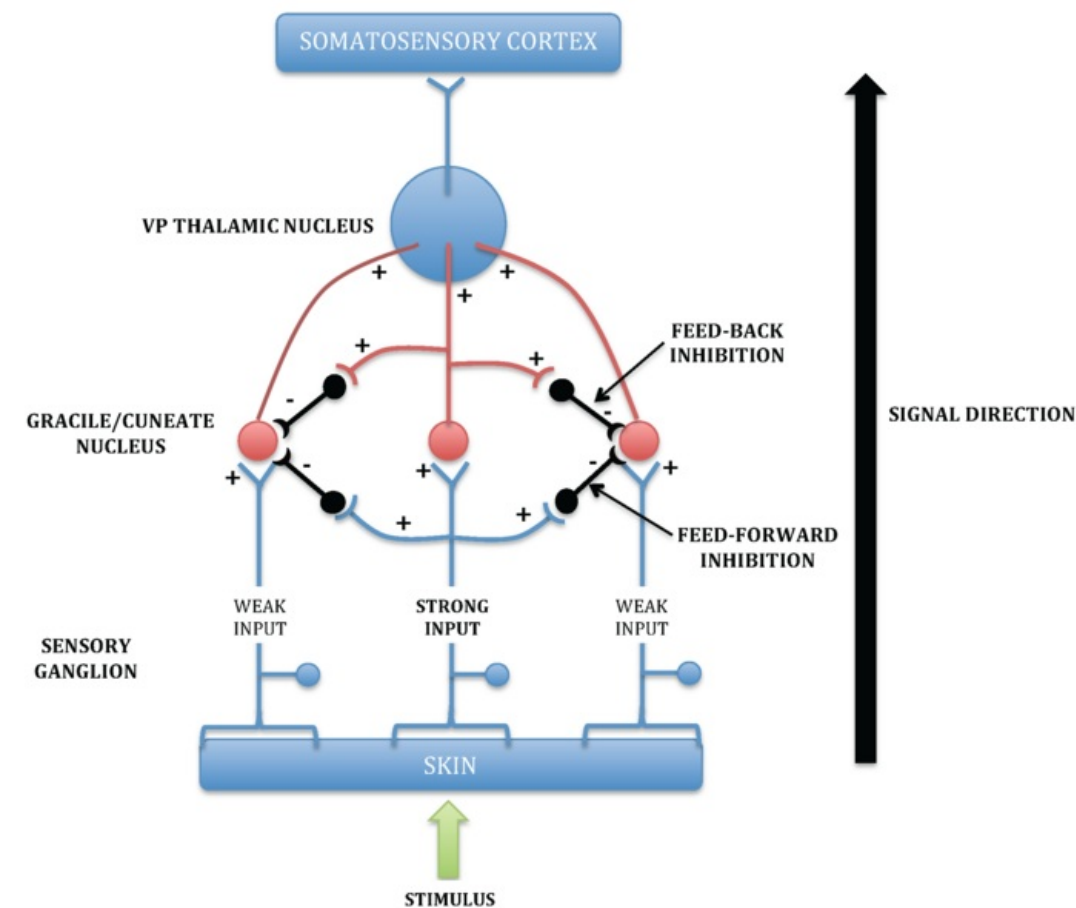 SOMATOSENSORY CORTEX
VP THALAMIC NUCLEUS
+
+
+
+
+
FEED-BACK
INHIBITION
-
-
GRACILE/CUNEATE
NUCLEUS
SIGNAL DIRECTION
+
-
+
-
+
+
+
FEED-FORWARD
INHIBITION
WEAK
INPUT
STRONG
INPUT
WEAK
INPUT
SENSORY
GANGLION
SKIN
STIMULUS